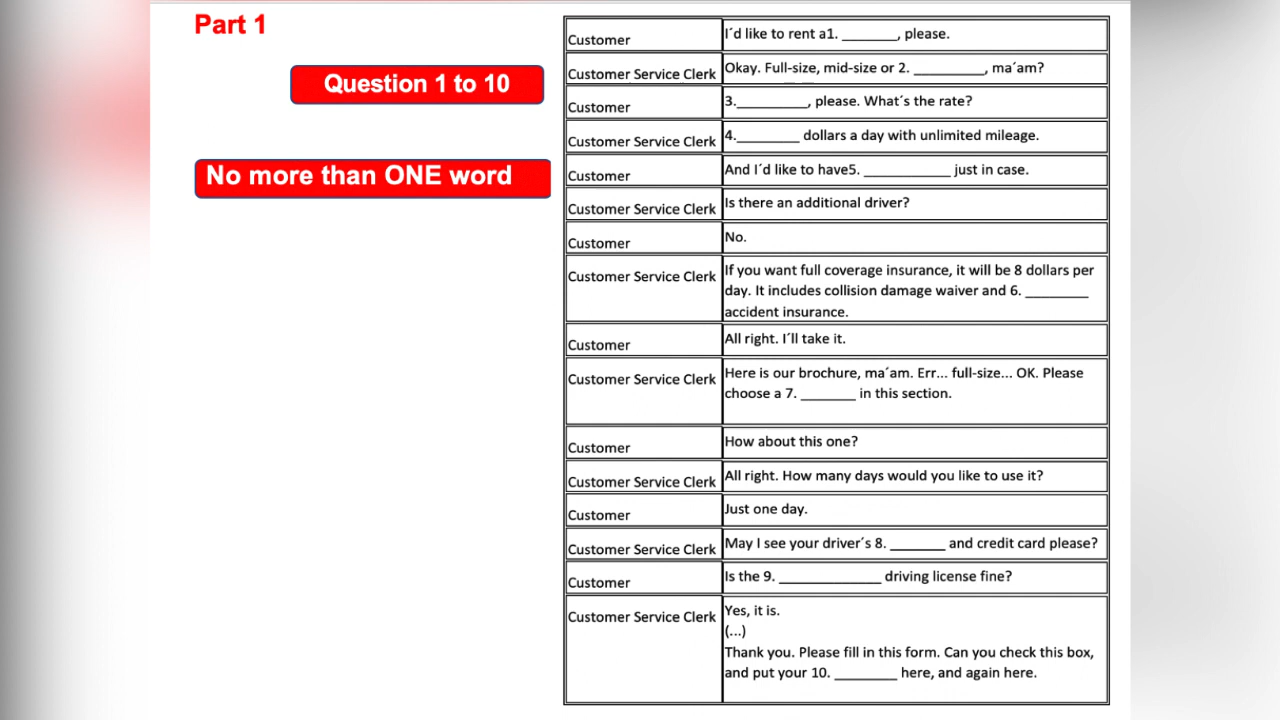 Part 1
Question 1 to 10
No more than ONE word
Customer I´d like to rent a1. _______, please.
Customer Service Clerk Okay. Full-size, mid-size or 2. _________, ma´am?
Customer 3._________, please. What´s the rate?
Customer Service Clerk 4.________ dollars a day with unlimited mileage.
Customer And I´d like to have5. ___________ just in case.
Customer Service Clerk Is there an additional driver?
Customer No.
Customer Service Clerk If you want full coverage insurance, it will be 8 dollars per
day. It includes collision damage waiver and 6. ________
accident insurance.
Customer All right. I´ll take it.
Customer Service Clerk Here is our brochure, ma´am. Err... full-size... OK. Please
choose a 7. _______ in this section.
Customer How about this one?
Customer Service Clerk All right. How many days would you like to use it?
Customer Just one day.
Customer Service Clerk May I see your driver´s 8. _______ and credit card please?
Customer Is the 9. _____________ driving license fine?
Customer Service Clerk Yes, it is.
(...)
Thank you. Please fill in this form. Can you check this box,
and put your 10. ________ here, and again here.